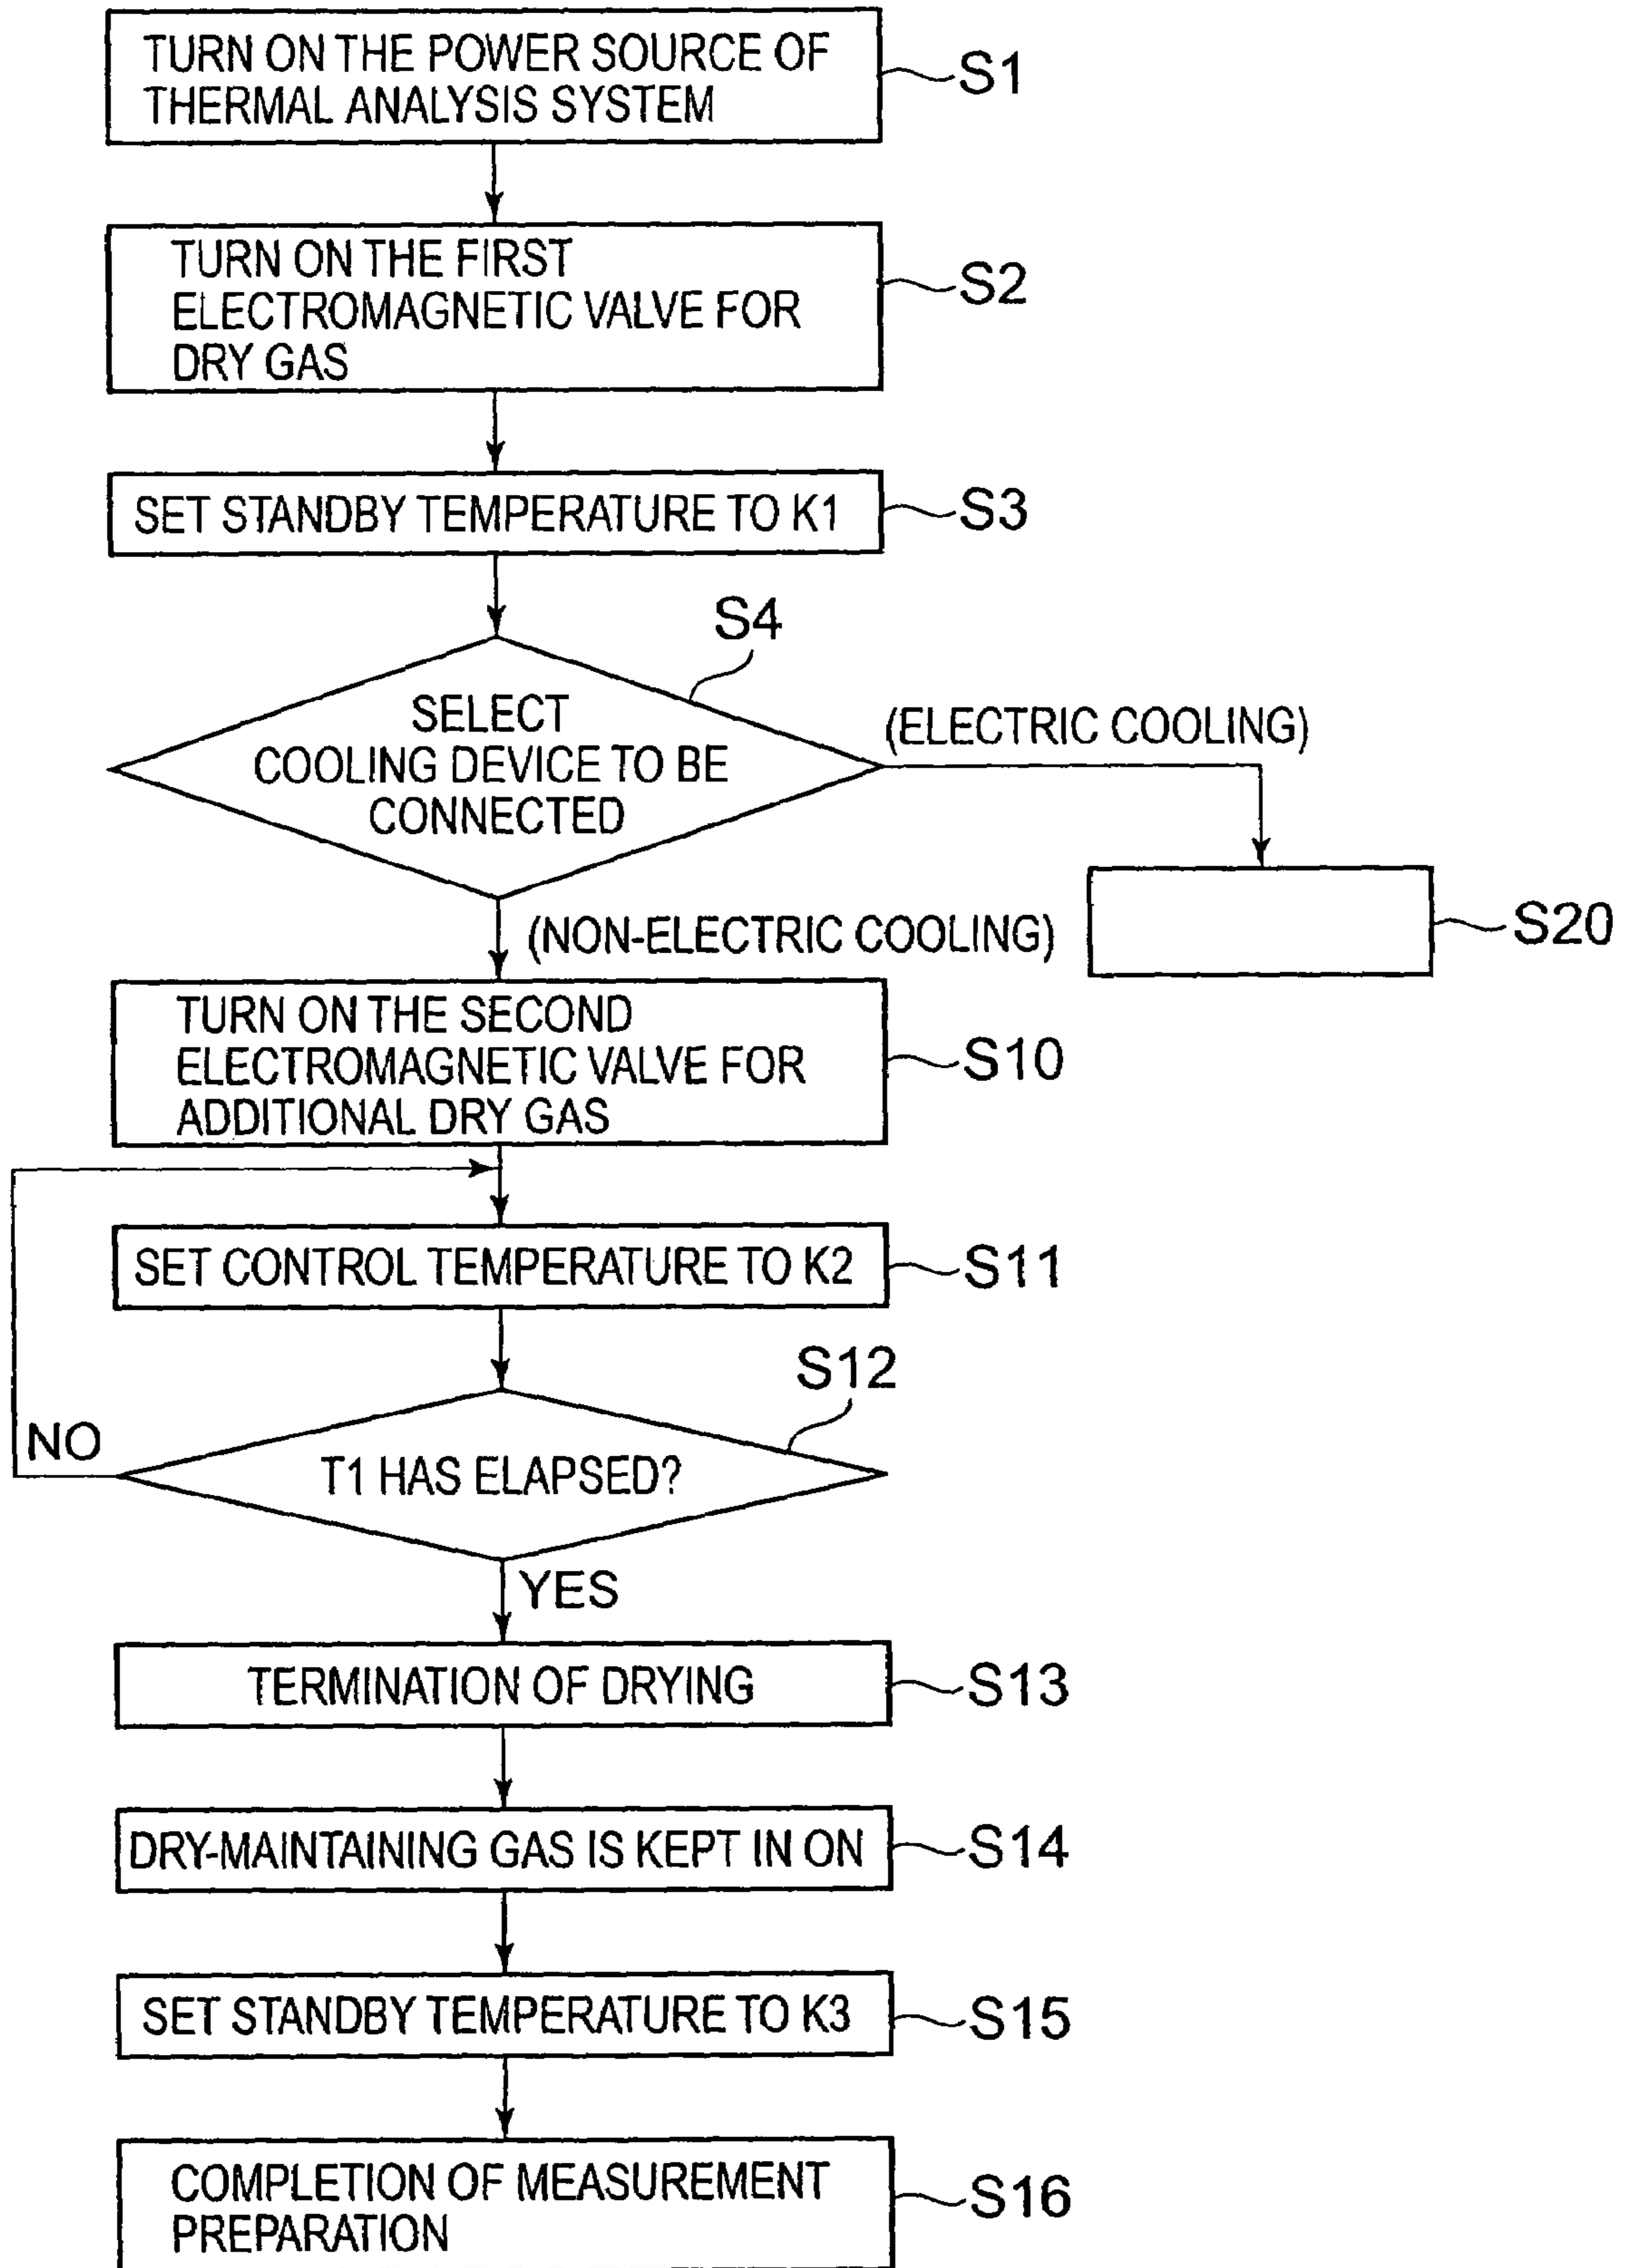 TURN ON THE POWER SOURCE OF
THERMAL ANALYSIS SYSTEM
S1
TURN ON THE FIRST
ELECTROMAGNETIC VALVE FOR
DRY GAS
S2
SET STANDBY TEMPERATURE TO K1
S3
S4
SELECT
COOLING DEVICE TO BE
CONNECTED
(ELECTRIC COOLING)
S20
(NON-ELECTRIC COOLING)
TURN ON THE SECOND
ELECTROMAGNETIC VALVE FOR
ADDITIONAL DRY GAS
S10
SET CONTROL TEMPERATURE TO K2
S11
S12
NO
T1 HAS ELAPSED?
YES
TERMINATION OF DRYING
S13
DRY-MAINTAINING GAS IS KEPT IN ON
S14
SET STANDBY TEMPERATURE TO K3
S15
COMPLETION OF MEASUREMENT
PREPARATION
S16